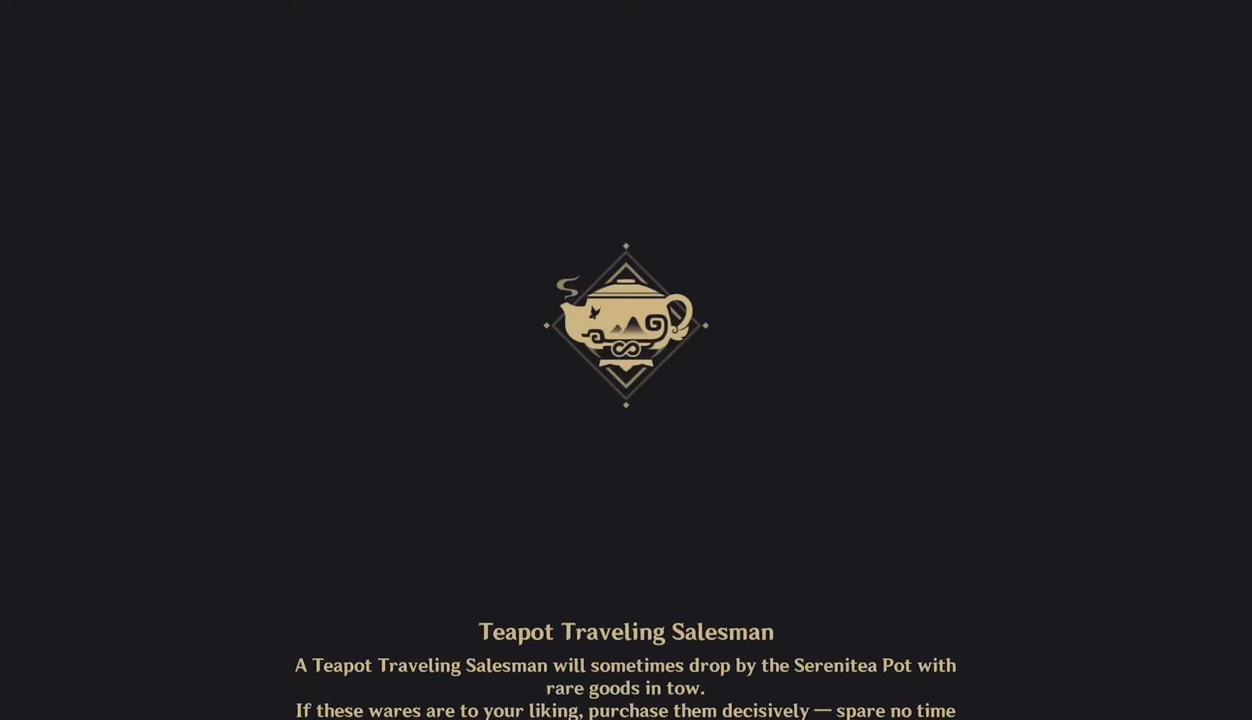 Teapot Traveling Salesman
A Teapot Traveling Salesman will sometimes drop by the Serenitea Pot with
rare goods in tow.
If these wares are to your liking, purchase them decisively — spare no time